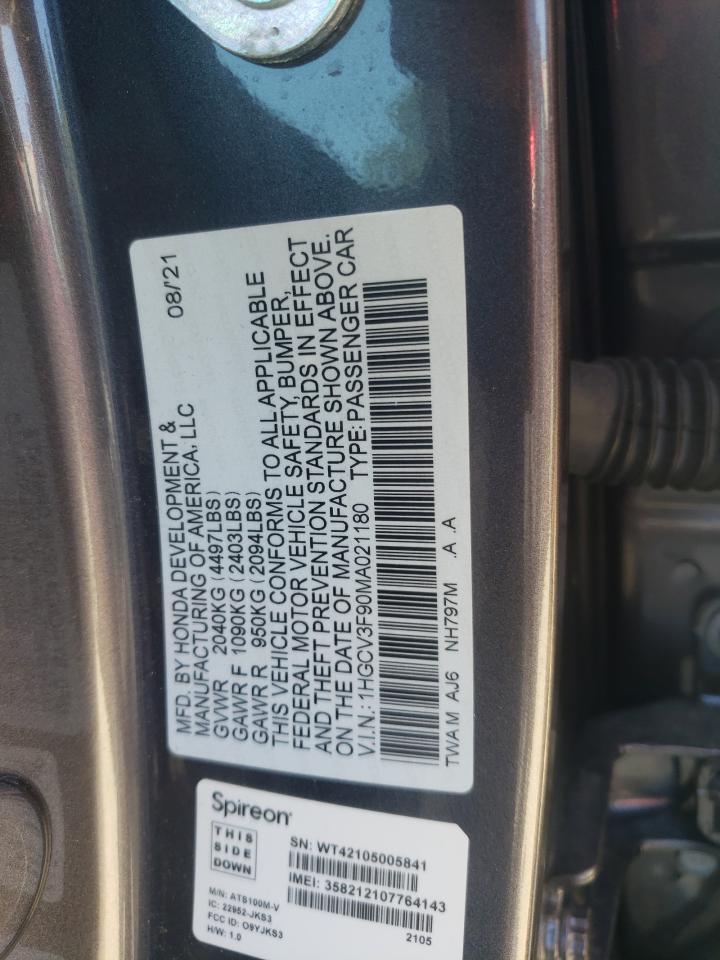 MFD. BY HONDA DEVELOPMENT & 08/'21
MANUFACTURING OF AMERICA, LLC
GVWR 2040KG (4497LBS)
GAWR F 1090KG (2403LBS)
GAWR R 950KG (2094LBS)
THIS VEHICLE CONFORMS TO ALL APPLICABLE
FEDERAL MOTOR VEHICLE SAFETY, BUMPER,
AND THEFT PREVENTION STANDARDS IN EFFECT
ON THE DATE OF MANUFACTURE SHOWN ABOVE.
V.I.N.: 1HGCV3F90MA021180 TYPE: PASSENGER CAR
TWA M AJ6 NH797M .A .A
Spireon
THIS
SIDE
DOWN
SN: WT42105005841
IMEI: 358212107764143
M/N: ATS100M-V
IC: 22952-JKS3
FCC ID: O9YJKS3
H/W: 1.0
2105